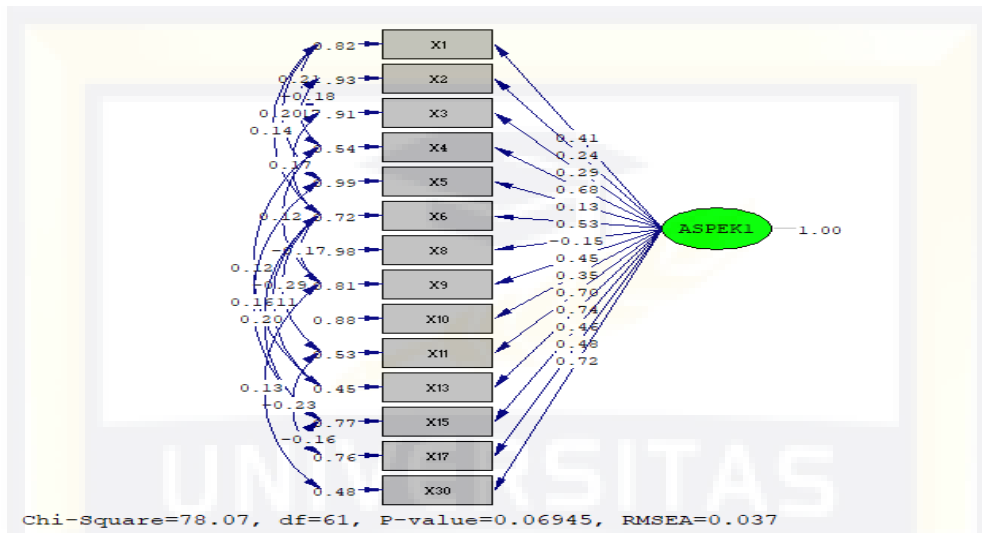 0.82 X1
0.21 0.93 X2
-0.18
0.20 0.91 X3
0.14 0.41
0.54 X4 0.24
0.17 0.29
0.99 X5 0.68
0.13
0.12 0.72 X6 0.53
ASPEK1 1.00
-0.15
0.98 X8 0.45
0.12
-0.29 0.81 X9 0.35
0.70
0.74
0.20 0.88 X10 0.46
0.48
0.53 X11 0.72
0.13 0.45 X13
-0.23
0.77 X15
-0.16
0.76 X17
0.48 X30
UNIVERSITAS
Chi-Square=78.07, df=61, P-value=0.06945, RMSEA=0.037